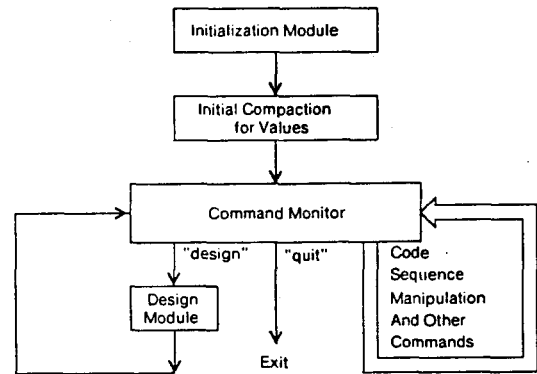 Initialization Module
Initial Compaction
for Values
Command Monitor
"design"
"quit"
Design
Module
Exit
Code
Sequence
Manipulation
And Other
Commands